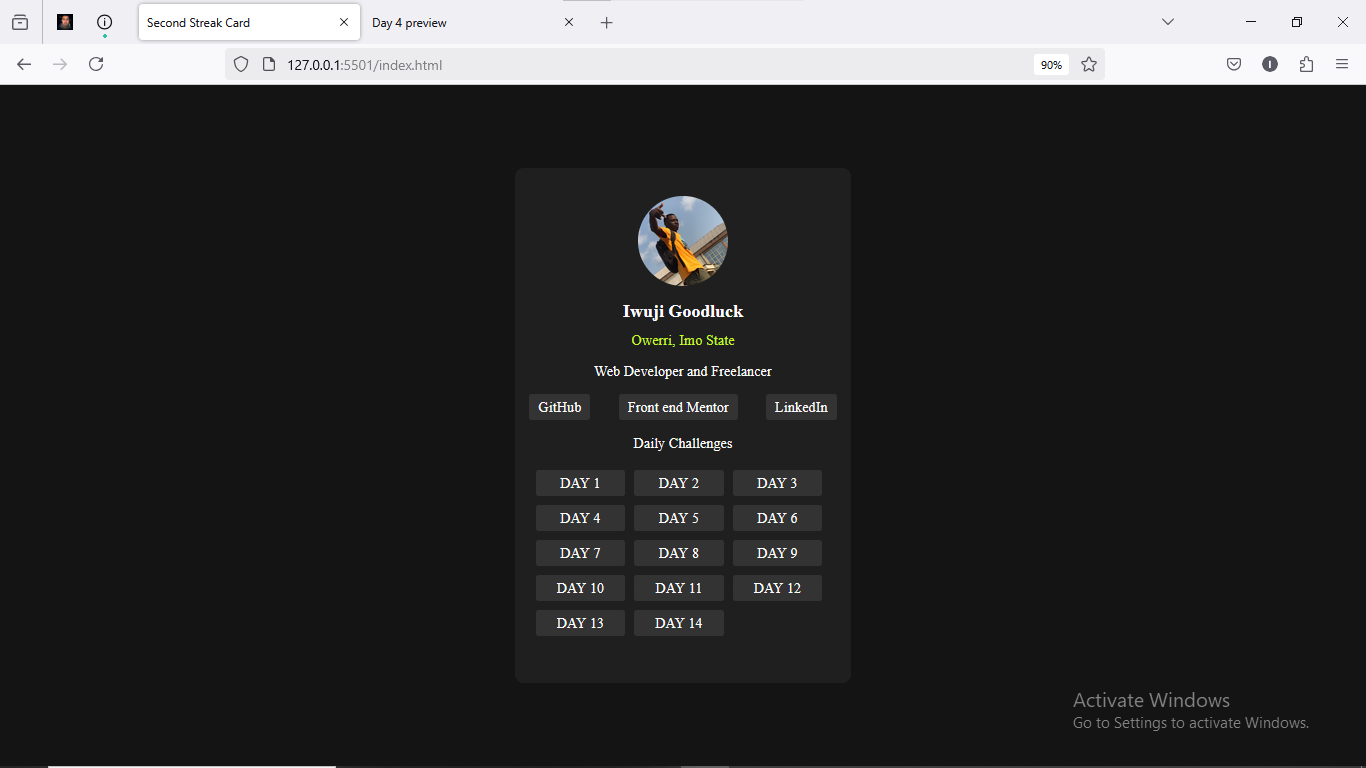 Second Streak Card
Day 4 preview
127.0.0.1:5501/index.html
90%
I
Iwuji Goodluck
Owerri, Imo State
Web Developer and Freelancer
GitHub Front end Mentor LinkedIn
Daily Challenges
DAY 1 DAY 2 DAY 3
DAY 4 DAY 5 DAY 6
DAY 7 DAY 8 DAY 9
DAY 10 DAY 11 DAY 12
DAY 13 DAY 14
Activate Windows
Go to Settings to activate Windows.